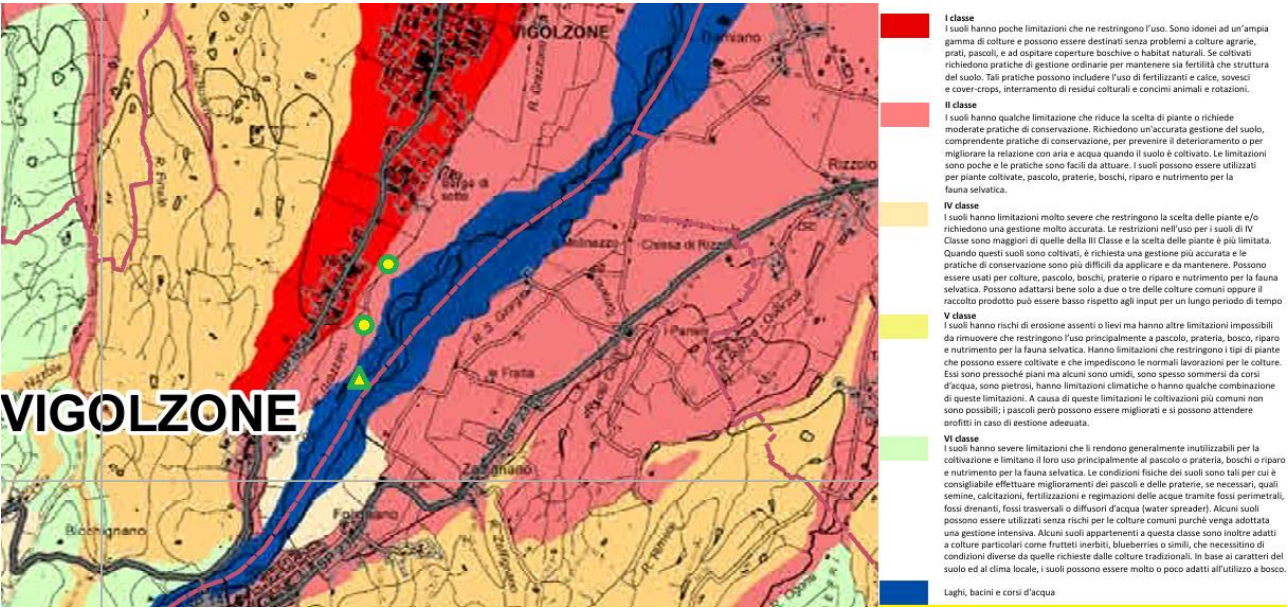 VIGOLZONE
Borgo di
sotto
R. Grazzano
Rizzolo
Molinazzo
Chiesa di Rizzolo
I Paneri
La Fratta
VIGOLZONE
I classe
I suoli hanno poche limitazioni che ne restringono l'uso. Sono idonei ad un'ampia
gamma di colture e possono essere destinati senza problemi a colture agrarie,
prati, pascoli, e ad ospitare coperture boschive o habitat naturali. Se coltivati
richiedono pratiche di gestione ordinarie per mantenere sia fertilità che struttura
del suolo. Tali pratiche possono includere l'uso di fertilizzanti e calce, sovesci
e cover-crops, interramento di residui colturali e concimi animali e rotazioni.
II classe
I suoli hanno qualche limitazione che riduce la scelta di piante o richiede
moderate pratiche di conservazione. Richiedono un'accurata gestione del suolo,
comprendente pratiche di conservazione, per prevenire il deterioramento o per
migliorare la relazione con aria e acqua quando il suolo è coltivato. Le limitazioni
sono poche e le pratiche sono facili da attuare. I suoli possono essere utilizzati
per piante coltivate, pascolo, praterie, boschi, riparo e nutrimento per la
fauna selvatica.
IV classe
I suoli hanno limitazioni molto severe che restringono la scelta delle piante e/o
richiedono una gestione molto accurata. Le restrizioni nell'uso per i suoli di IV
Classe sono maggiori di quelle della III Classe e la scelta delle piante è più limitata.
Quando questi suoli sono coltivati, è richiesta una gestione più accurata e le
pratiche di conservazione sono più difficili da applicare e da mantenere. Possono
essere usati per colture, pascolo, boschi, praterie o riparo e nutrimento per la fauna
selvatica. Possono adattarsi bene solo a due o tre delle colture comuni oppure il
raccolto prodotto può essere basso rispetto agli input per un lungo periodo di tempo
V classe
I suoli hanno rischi di erosione assenti o lievi ma hanno altre limitazioni impossibili
da rimuovere che restringono l'uso principalmente a pascolo, prateria, bosco, riparo
e nutrimento per la fauna selvatica. Hanno limitazioni che restringono i tipi di piante
che possono essere coltivate e che impediscono le normali lavorazioni per le colture.
Essi sono pressoché piani ma alcuni sono umidi, sono spesso sommersi da corsi
d'acqua, sono pietrosi, hanno limitazioni climatiche o hanno qualche combinazione
di queste limitazioni. A causa di queste limitazioni le coltivazioni più comuni non
sono possibili; i pascoli però possono essere migliorati e si possono attendere
profitti in caso di gestione adeguata.
VI classe
I suoli hanno severe limitazioni che li rendono generalmente inutilizzabili per la
coltivazione e limitano il loro uso principalmente al pascolo o prateria, boschi o riparo
e nutrimento per la fauna selvatica. Le condizioni fisiche dei suoli sono tali per cui è
consigliabile effettuare miglioramenti dei pascoli e delle praterie, se necessari, quali
semine, calcitazioni, fertilizzazioni e regimazioni delle acque tramite fossi perimetrali,
fossi drenanti, fossi trasversali o diffusori d'acqua (water spreader). Alcuni suoli
possono essere utilizzati senza rischi per le colture comuni purchè venga adottata
una gestione intensiva. Alcuni suoli appartenenti a questa classe sono inoltre adatti
a colture particolari come frutteti inerbiti, blueberries o simili, che necessitino di
condizioni diverse da quelle richieste dalle colture tradizionali. In base ai caratteri del
suolo ed al clima locale, i suoli possono essere molto o poco adatti all'utilizzo a bosco.
Laghi, bacini e corsi d'acqua